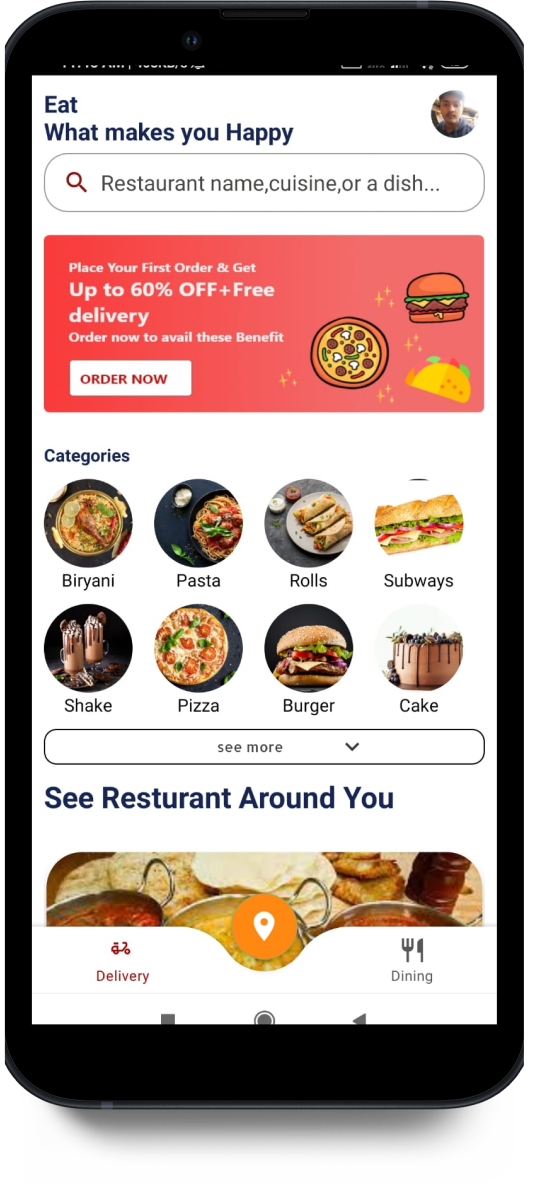 Eat
What makes you Happy
Restaurant name,cuisine,or a dish...
Place Your First Order & Get
Up to 60% OFF+Free
delivery
Order now to avail these Benefit
ORDER NOW
Categories
Biryani Pasta Rolls Subways
Shake Pizza Burger Cake
see more
See Resturant Around You
Delivery Dining